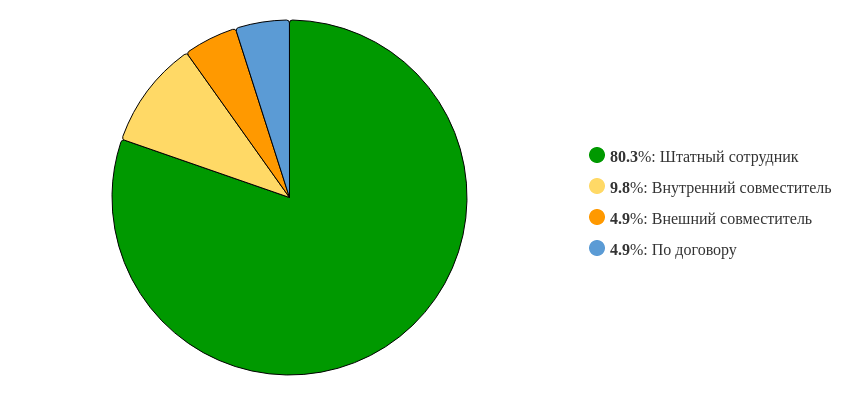 80.3%: Штатный сотрудник
9.8%: Внутренний совместитель
4.9%: Внешний совместитель
4.9%: По договору